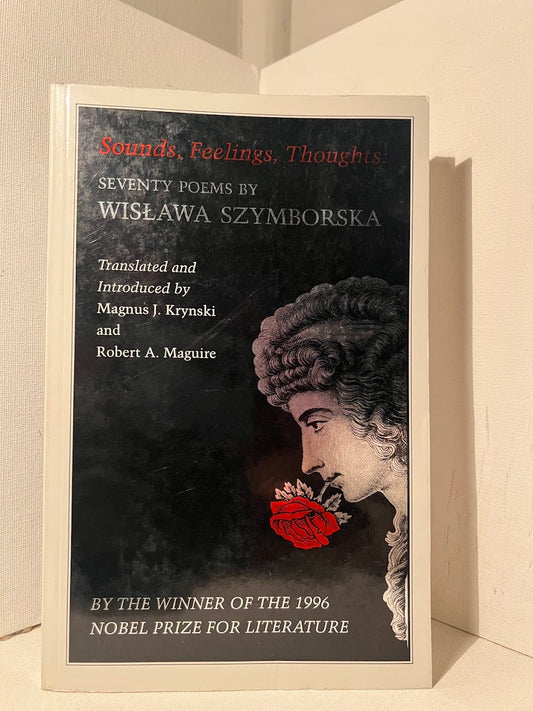 Sounds, Feelings, Thoughts:
SEVENTY POEMS BY
WISŁAWA SZYMBORSKA
Translated and
Introduced by
Magnus J. Krynski
and
Robert A. Maguire
BY THE WINNER OF THE 1996
NOBEL PRIZE FOR LITERATURE